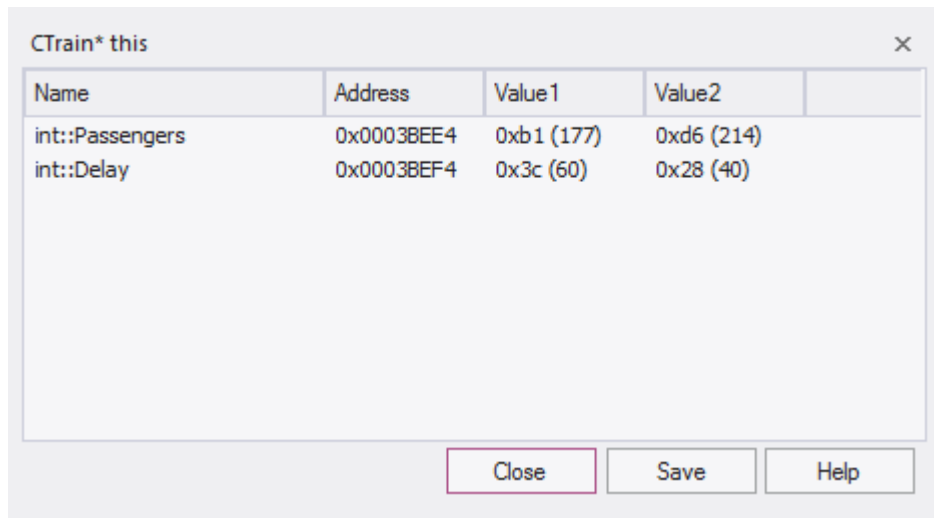 CTrain* this ×
Name Address Value1 Value2
int::Passengers 0x0003BEE4 0xb1 (177) 0xd6 (214)
int::Delay 0x0003BEF4 0x3c (60) 0x28 (40)
Close Save Help